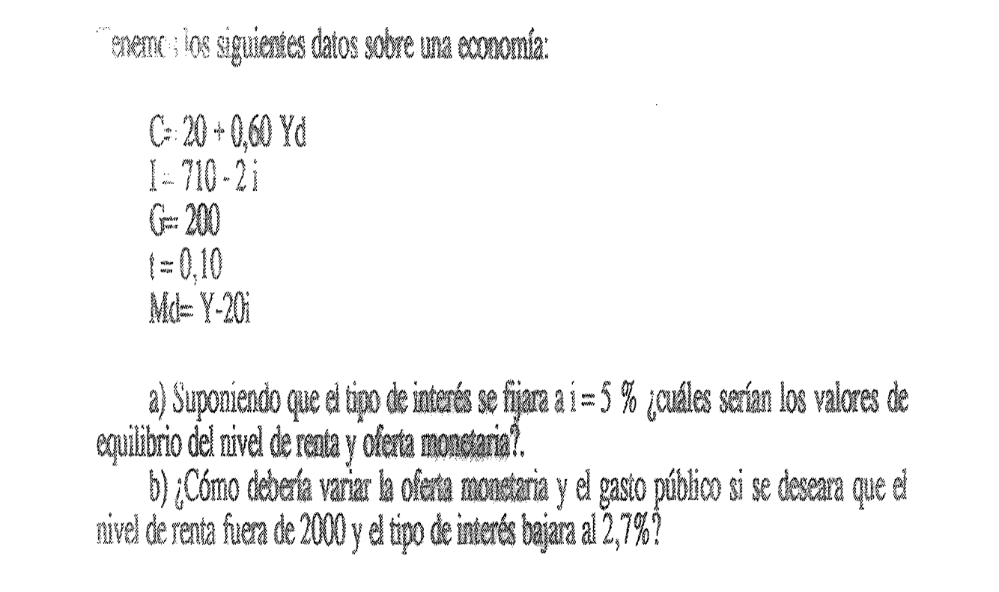 Tenemos los siguientes datos sobre una economía:
C= 20 + 0,60 Yd
I = 710 - 2 i
G= 200
t = 0,10
Md= Y-20i
a) Suponiendo que el tipo de interés se fijara a i = 5 % ¿cuáles serían los valores de
equilibrio del nivel de renta y oferta monetaria?.
b) ¿Cómo debería variar la oferta monetaria y el gasto público si se deseara que el
nivel de renta fuera de 2000 y el tipo de interés bajara al 2,7%?